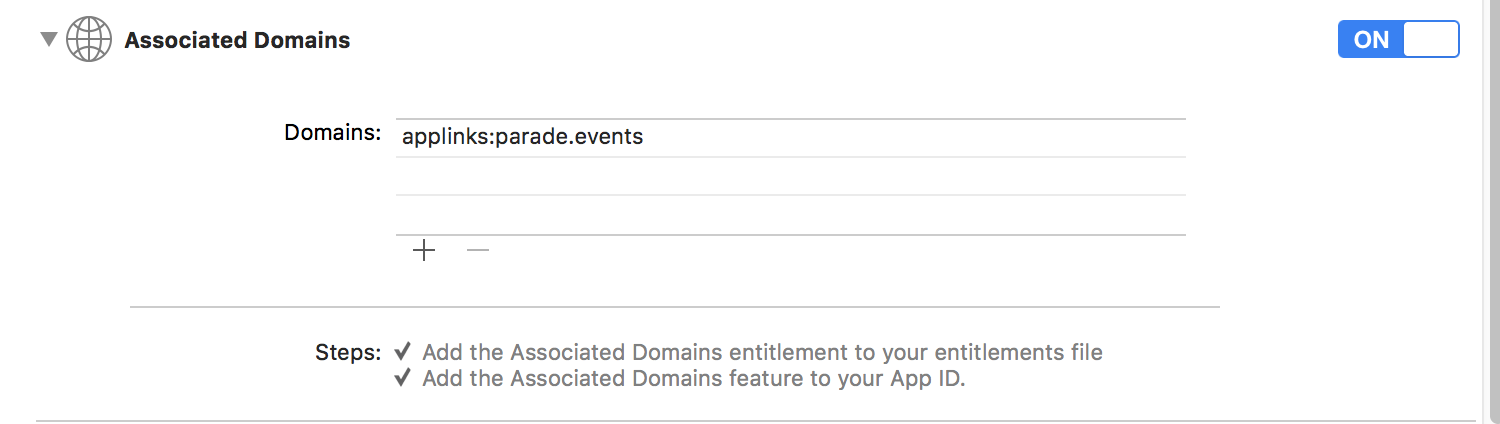 Associated Domains
ON
Domains: applinks:parade.events
Steps: ✓ Add the Associated Domains entitlement to your entitlements file
✓ Add the Associated Domains feature to your App ID.